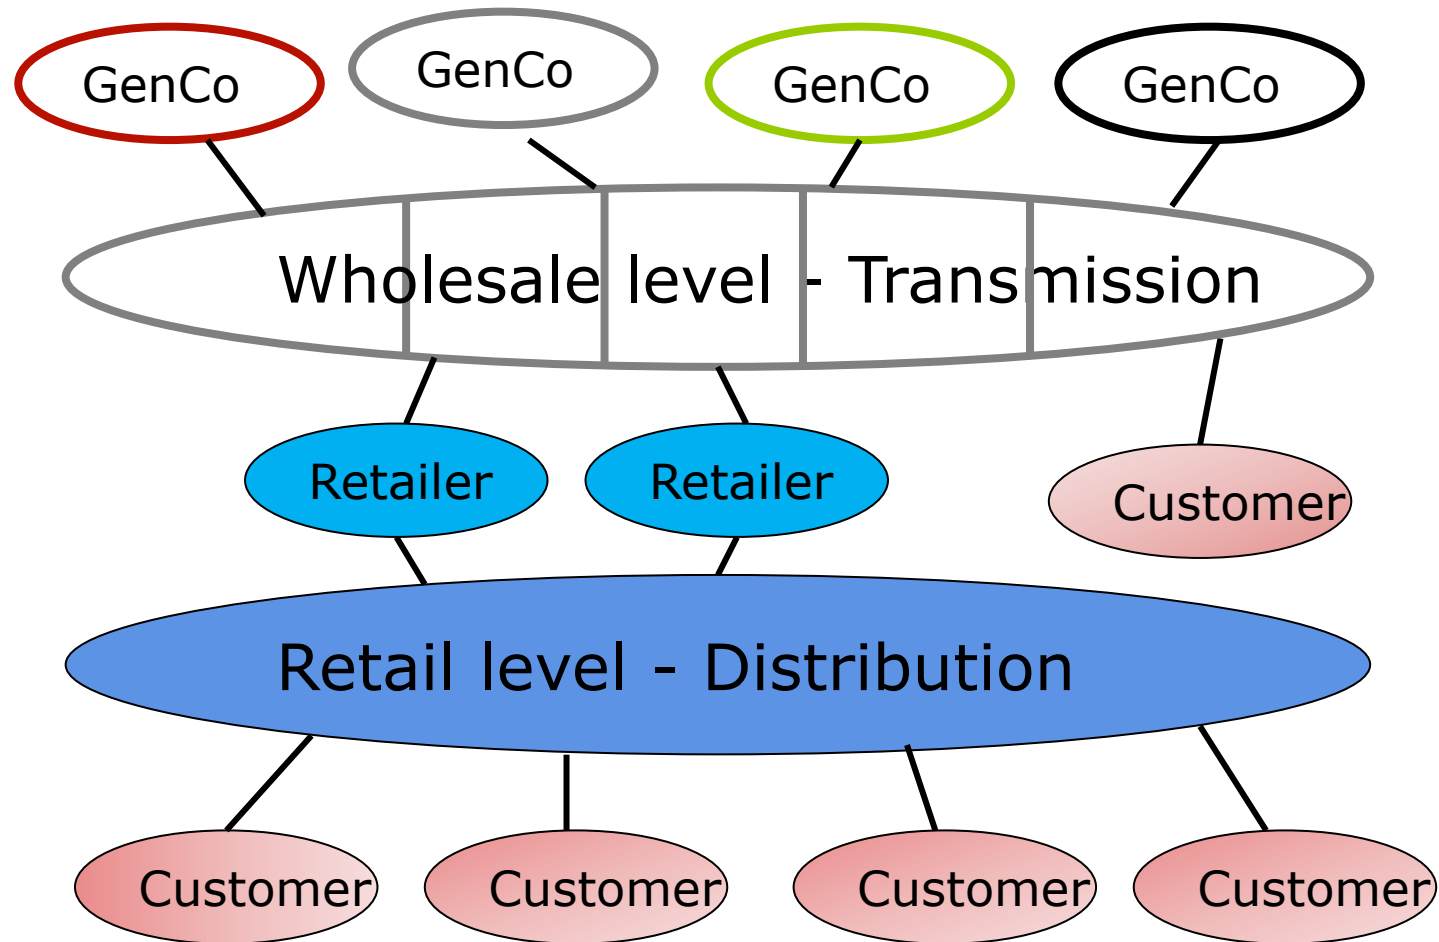 GenCo
GenCo
GenCo
GenCo
Wholesale level - Transmission
Retailer
Retailer
Customer
Retail level - Distribution
Customer
Customer
Customer
Customer